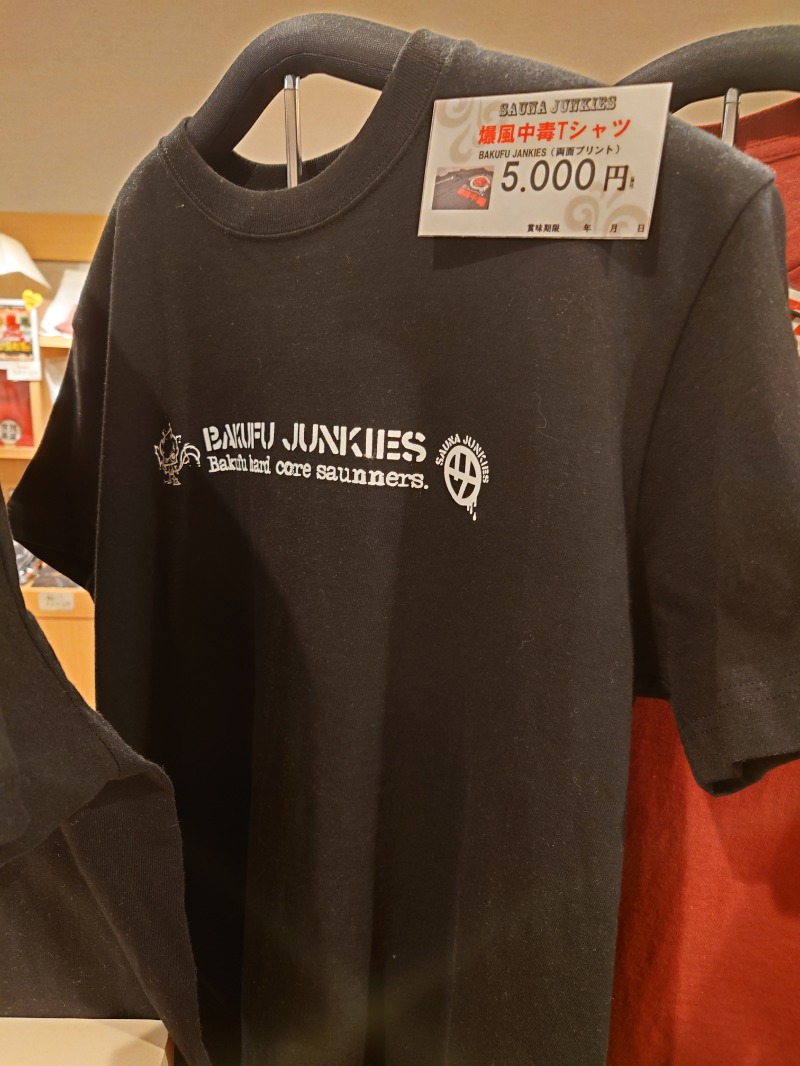 SAUNA JUNKIES
爆風中毒Tシャツ
BAKUFU JANKIES（両面プリント）
5.000円
賞味期限 年 月 日
BAKUFU JUNKIES
Bakufu hard core saunners.
SAUNA JUNKIES